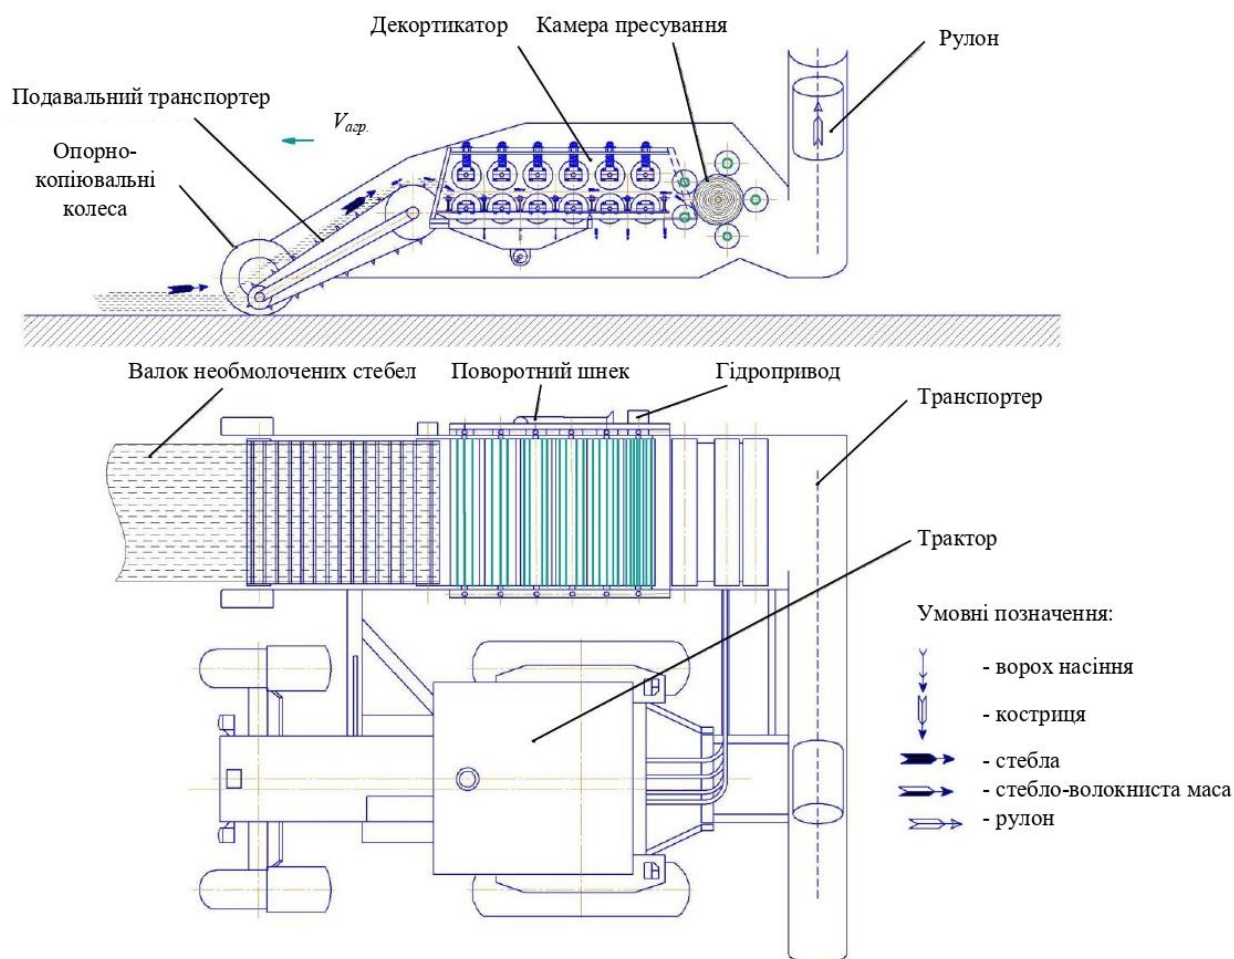 Декортикатор
Камера пресування
Рулон
Подавальний транспортер
Vагр.
Опорно-
копіювальні
колеса
Валок необмолочених стебел
Поворотний шнек
Гідропривод
Транспортер
Трактор
Умовні позначення:
- ворох насіння
- костриця
- стебла
- стебло-волокниста маса
- рулон